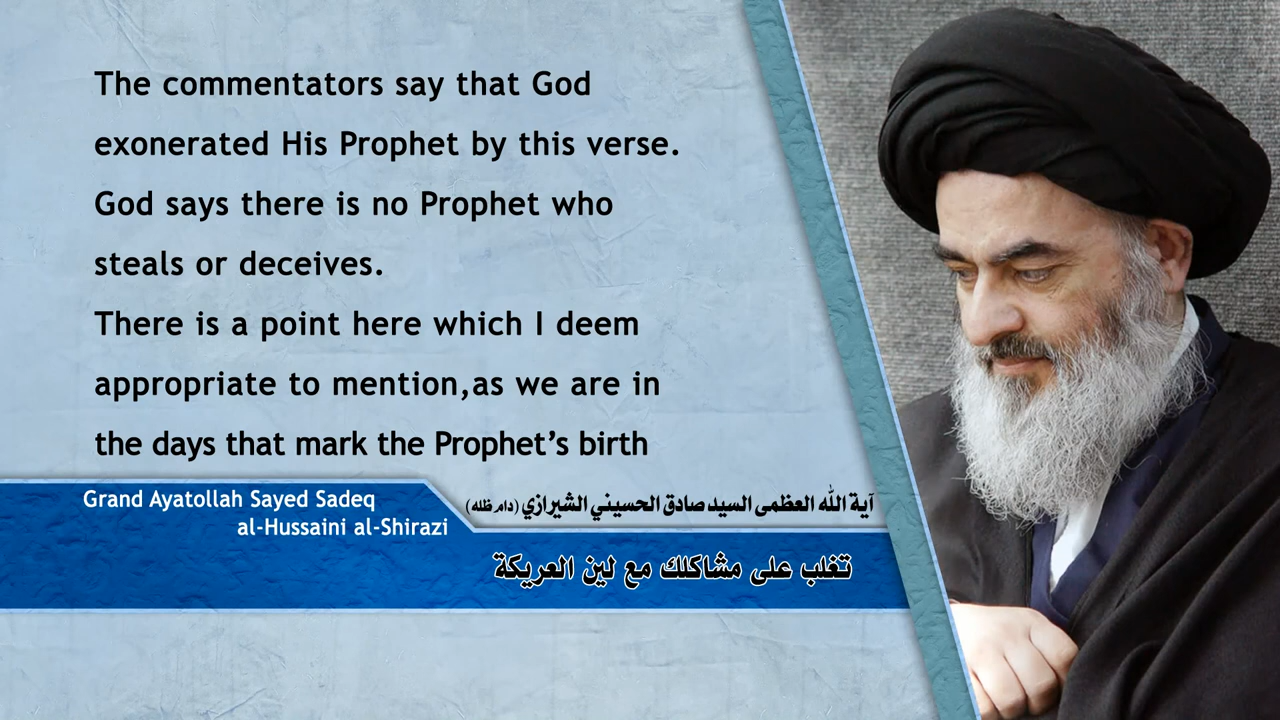 The commentators say that God
exonerated His Prophet by this verse.
God says there is no Prophet who
steals or deceives.
There is a point here which I deem
appropriate to mention,as we are in
the days that mark the Prophet’s birth
Grand Ayatollah Sayed Sadeq
al-Hussaini al-Shirazi
آية الله العظمى السيد صادق الحسيني الشيرازي (دام ظله)
تغلب على مشاكلك مع لين العريكة